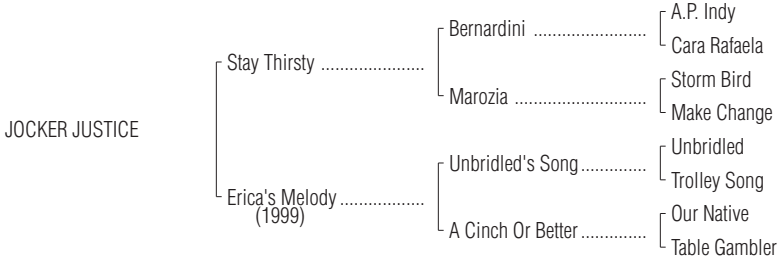 A.P. Indy
Bernardini ........................
Cara Rafaela
Stay Thirsty ......................
Storm Bird
Marozia ............................
Make Change
JOCKER JUSTICE
Unbridled
Unbridled's Song..............
Trolley Song
Erica's Melody ..................
(1999)
Our Native
A Cinch Or Better..............
Table Gambler